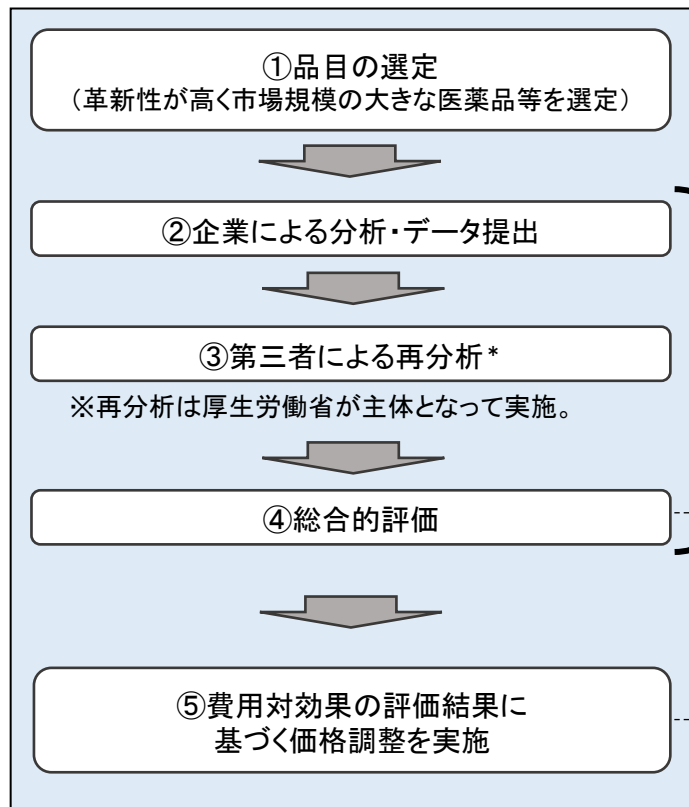 ①品目の選定
（革新性が高く市場規模の大きな医薬品等を選定）
②企業による分析・データ提出
③第三者による再分析*
※再分析は厚生労働省が主体となって実施。
④総合的評価
⑤費用対効果の評価結果に
基づく価格調整を実施